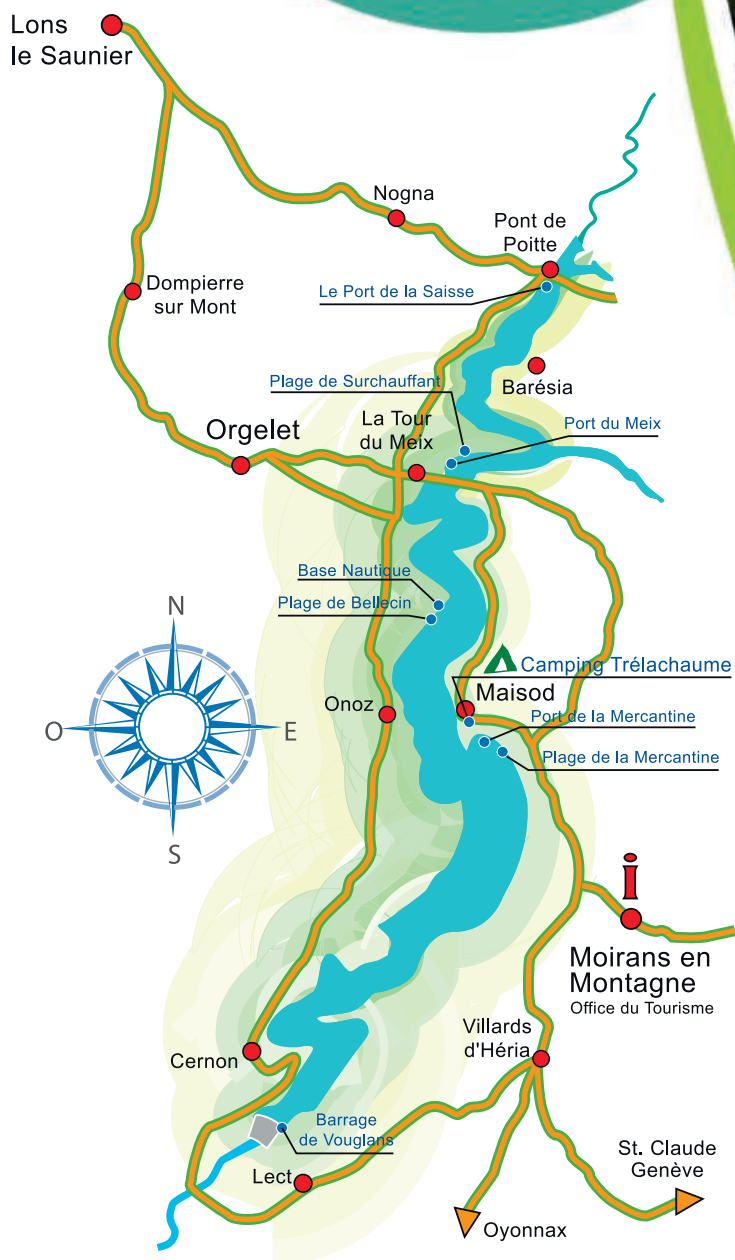 Lons
le Saunier
Nogna
Pont de
Poitte
Dompierre
sur Mont
Le Port de la Saisse
Plage de Surchauffant
Barésia
La Tour
du Meix
Port du Meix
Orgelet
Base Nautique
Plage de Bellecin
N
O
E
S
Camping Trélachaume
Maisod
Onoz
Port de la Mercantine
Plage de la Mercantine
i
Moirans en
Montagne
Office du Tourisme
Villards
d'Héria
Cernon
Barrage
de Vouglans
Lect
St. Claude
Genève
Oyonnax